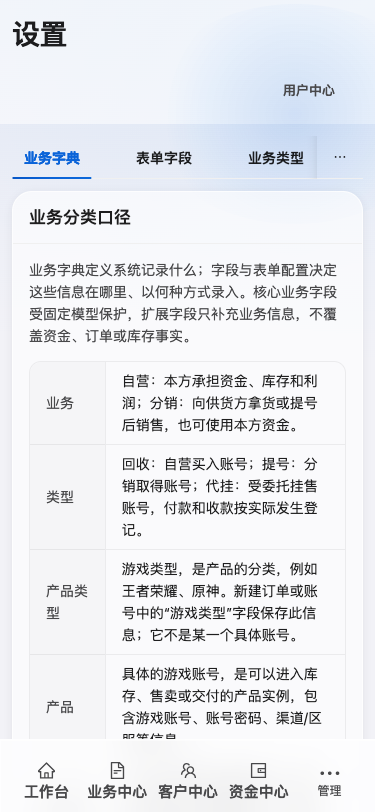 设置
用户中心
业务字典
表单字段
业务类型
...
业务分类口径
业务字典定义系统记录什么；字段与表单配置决定
这些信息在哪里、以何种方式录入。核心业务字段
受固定模型保护，扩展字段只补充业务信息，不覆
盖资金、订单或库存事实。
业务
自营：本方承担资金、库存和利
润；分销：向供货方拿货或提号
后销售，也可使用本方资金。
类型
回收：自营买入账号；提号：分
销取得账号；代挂：受委托挂售
账号，付款和收款按实际发生登
记。
产品类
型
游戏类型，是产品的分类，例如
王者荣耀、原神。新建订单或账
号中的“游戏类型”字段保存此信
息；它不是某一个具体账号。
产品
具体的游戏账号，是可以进入库
存、售卖或交付的产品实例，包
含游戏账号、账号密码、渠道/区
服等信息
工作台
业务中心
客户中心
资金中心
管理